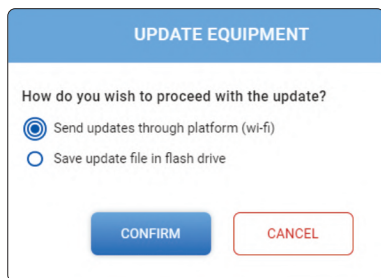 UPDATE EQUIPMENT
How do you wish to proceed with the update?
Send updates through platform (wi-fi)
Save update file in flash drive
CONFIRM CANCEL